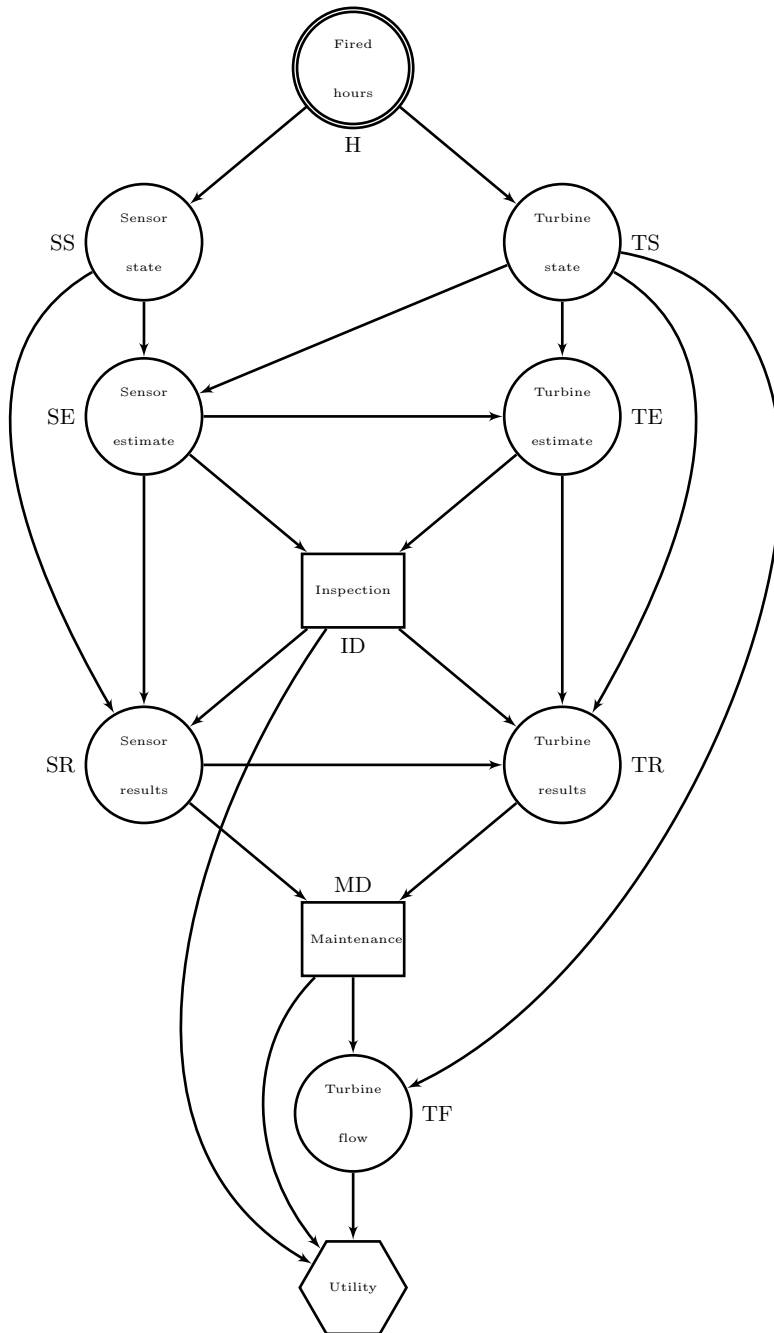 Fired
hours
H
Sensor
state
SS
Turbine
state
TS
Sensor
estimate
SE
Turbine
estimate
TE
Inspection
ID
Sensor
results
SR
Turbine
results
TR
MD
Maintenance
Turbine
flow
TF
Utility